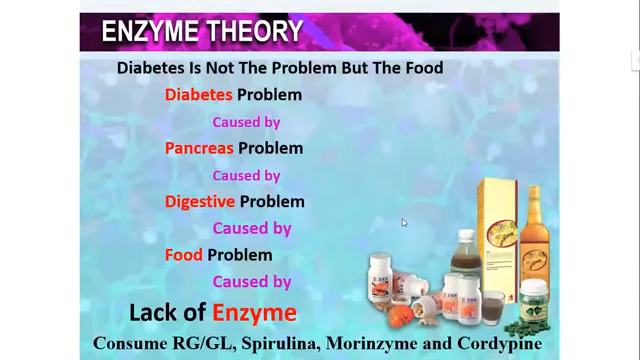 ENZYME THEORY
Diabetes Is Not The Problem But The Food
Diabetes Problem
Caused by
Pancreas Problem
Caused by
Digestive Problem
Caused by
Food Problem
Caused by
Lack of Enzyme
Consume RG/GL, Spirulina, Morinzyme and Cordypine